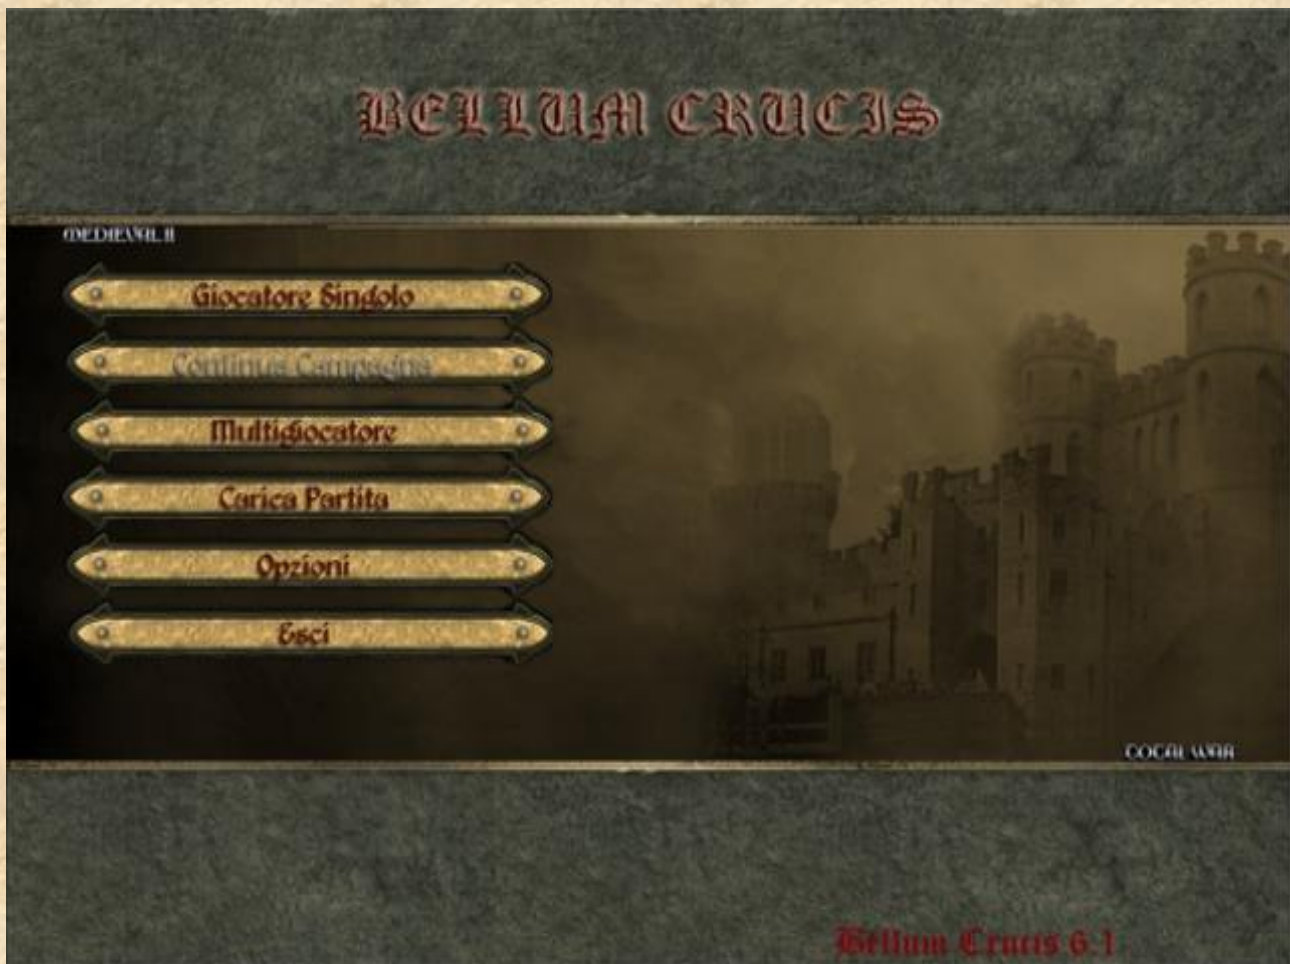 BELLUM CRUCIS
MEDIEVAL II
Giocatore Singolo
Continua Campagna
Multigiocatore
Carica Partita
Opzioni
Esci
TOTAL WAR
Bellum Crucis 6.1